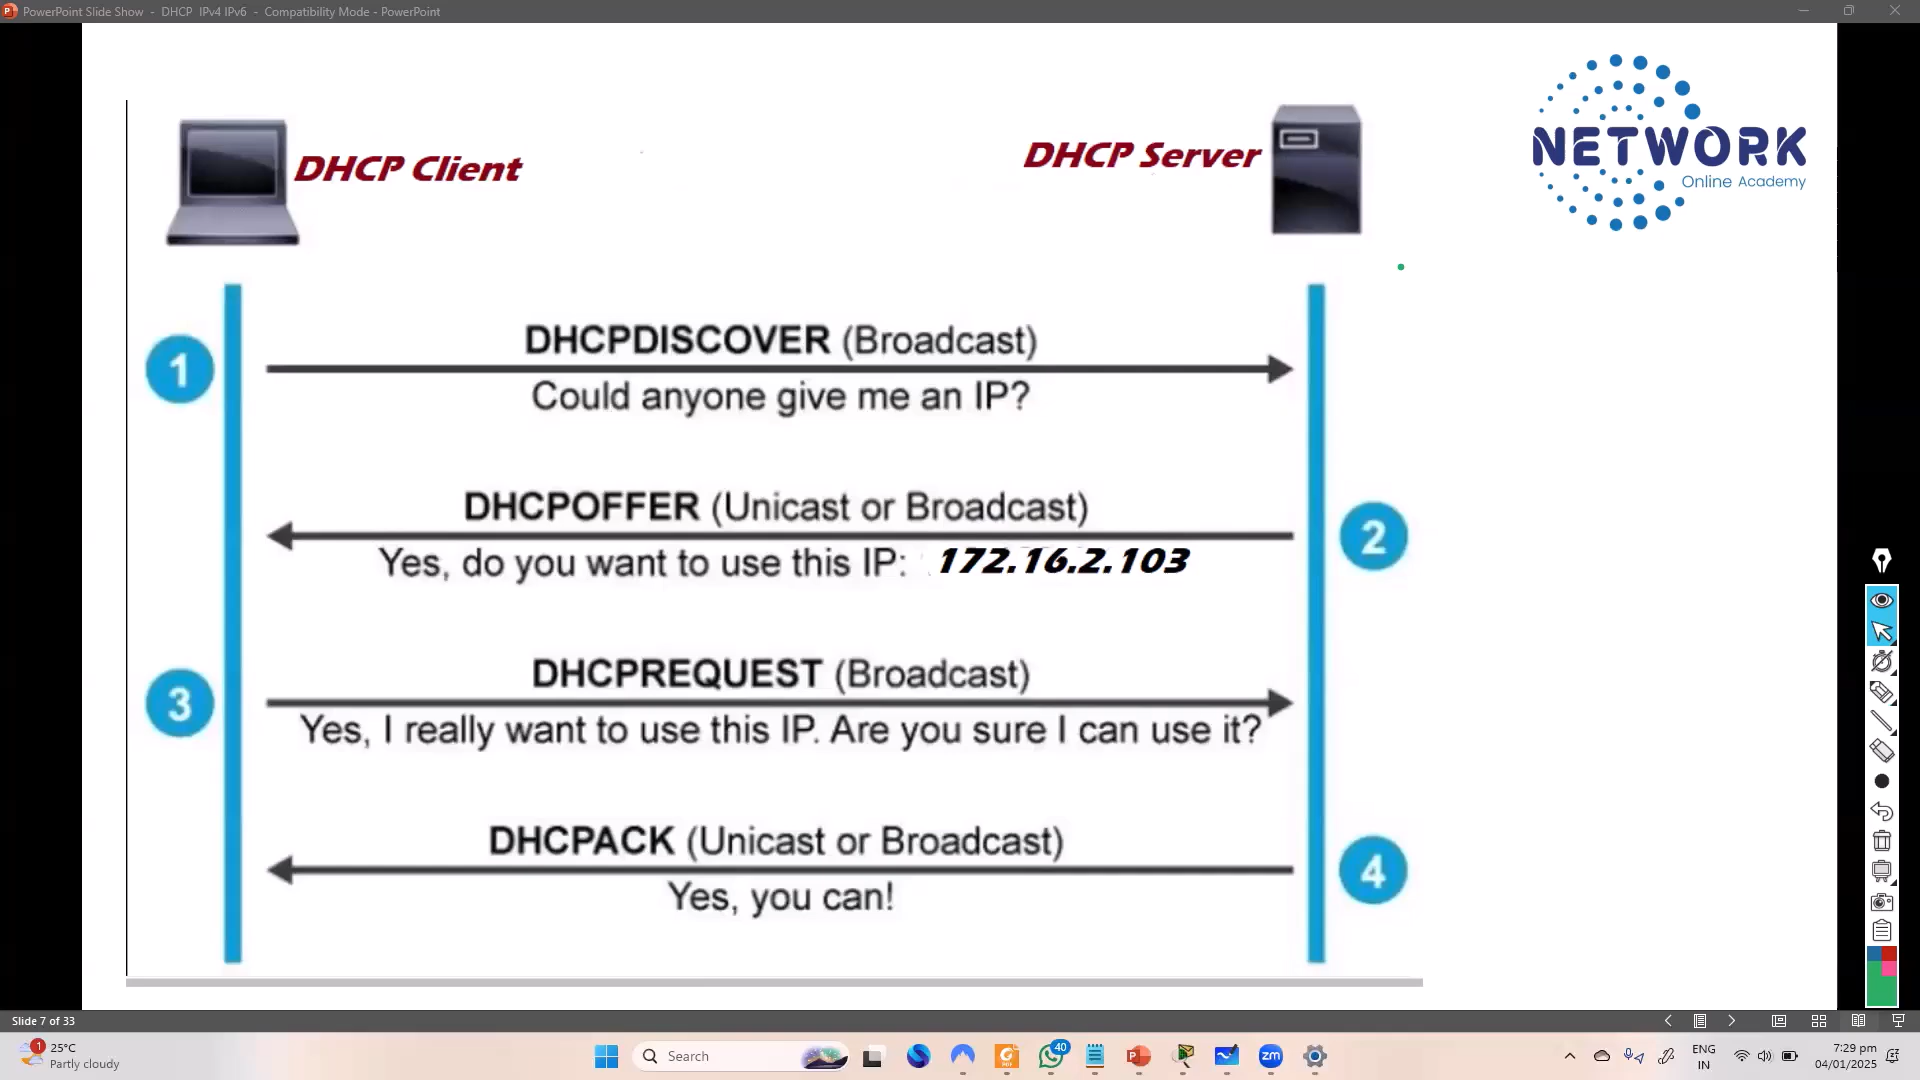 PowerPoint Slide Show - DHCP IPv4 IPv6 - Compatibility Mode - PowerPoint
NETWORK
Online Academy
DHCP Client
DHCP Server
1
DHCPDISCOVER (Broadcast)
Could anyone give me an IP?
DHCPOFFER (Unicast or Broadcast)
2
Yes, do you want to use this IP: 172.16.2.103
3
DHCPREQUEST (Broadcast)
Yes, I really want to use this IP. Are you sure I can use it?
DHCPACK (Unicast or Broadcast)
4
Yes, you can!
Slide 7 of 33
1
25°C
Partly cloudy
Search
40
zm
ENG
IN
7:29 pm
04/01/2025